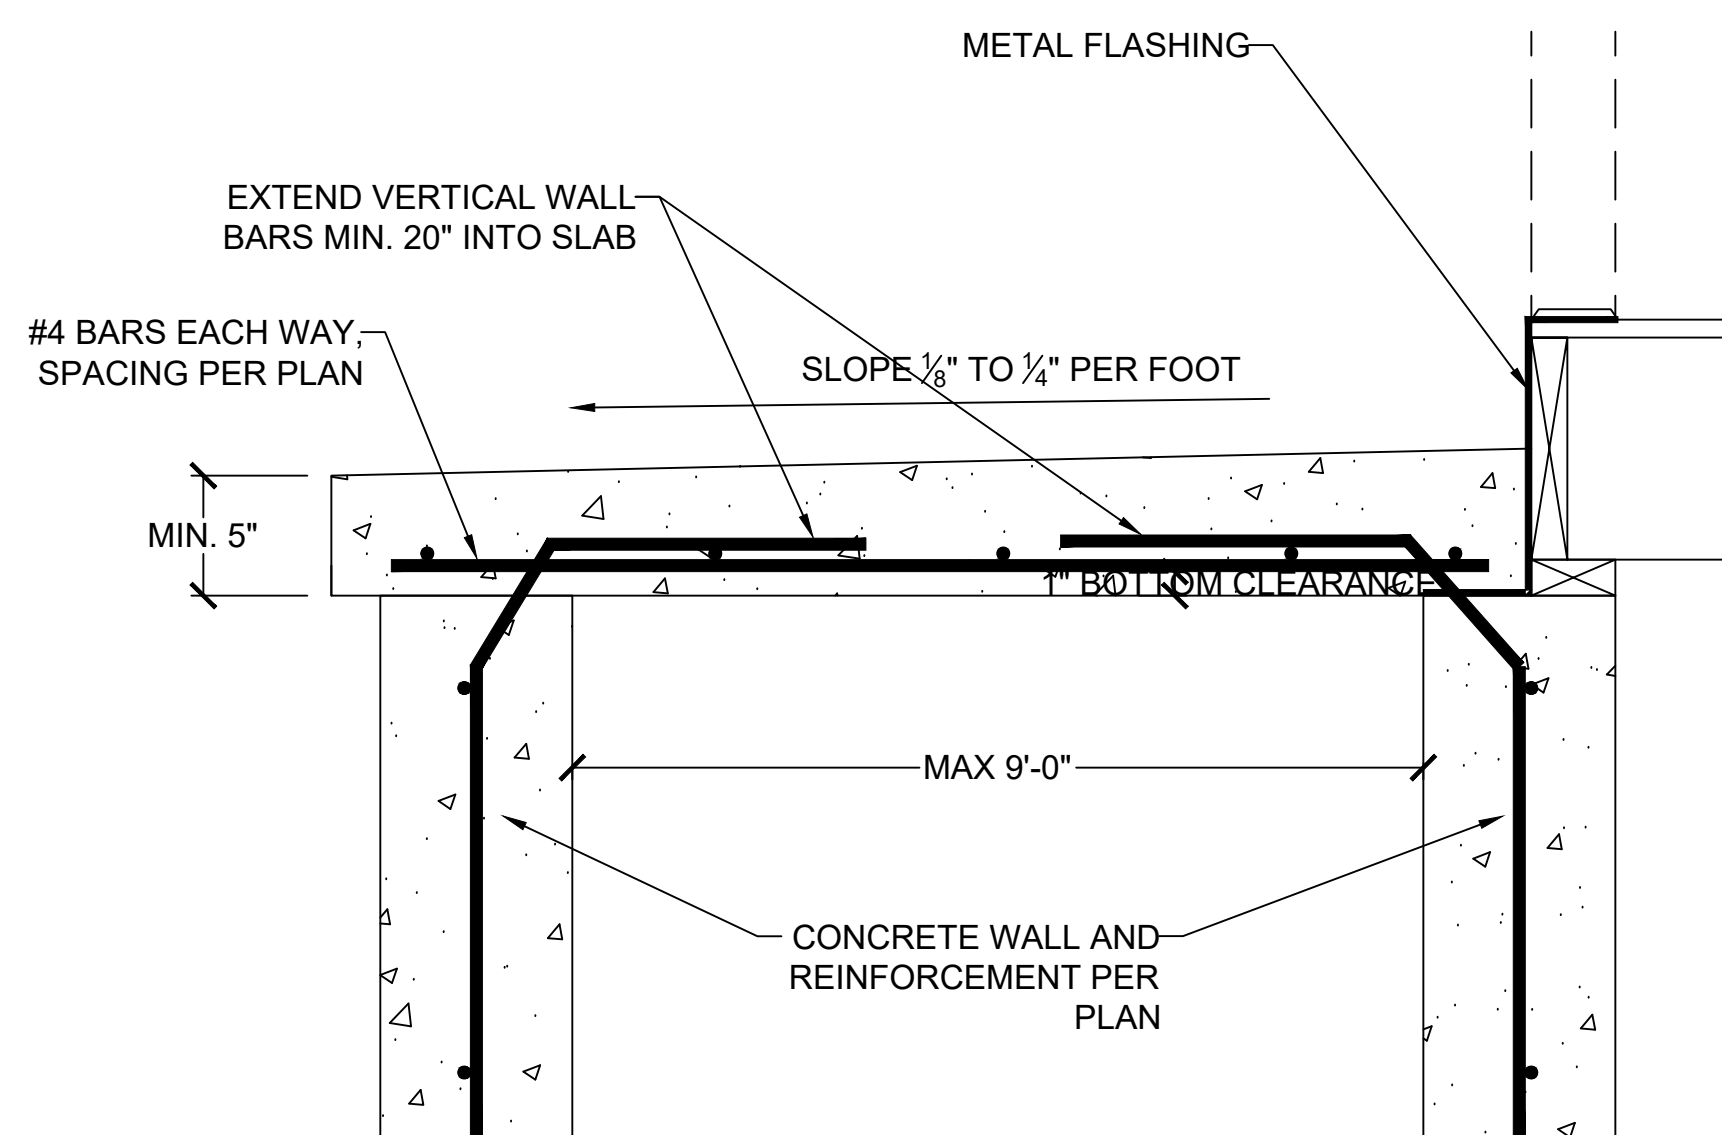 METAL FLASHING
EXTEND VERTICAL WALL
BARS MIN. 20" INTO SLAB
#4 BARS EACH WAY,
SPACING PER PLAN
SLOPE ⅛" TO ¼" PER FOOT
MIN. 5"
1" BOTTOM CLEARANCE
MAX 9'-0"
CONCRETE WALL AND
REINFORCEMENT PER
PLAN